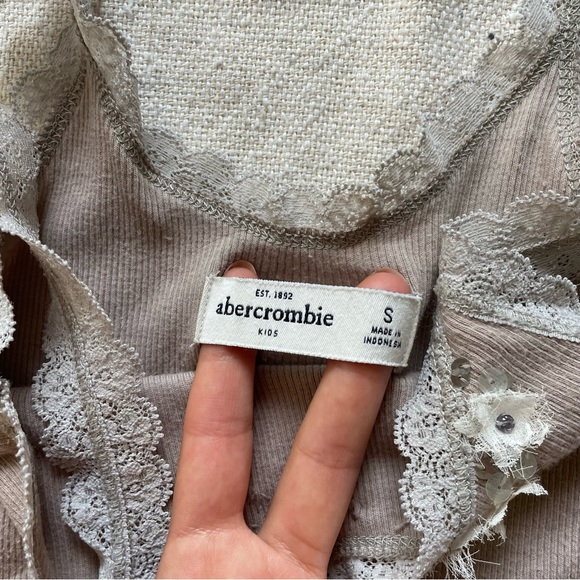 EST. 1892
abercrombie
KIDS
S
MADE IN
INDONESIA